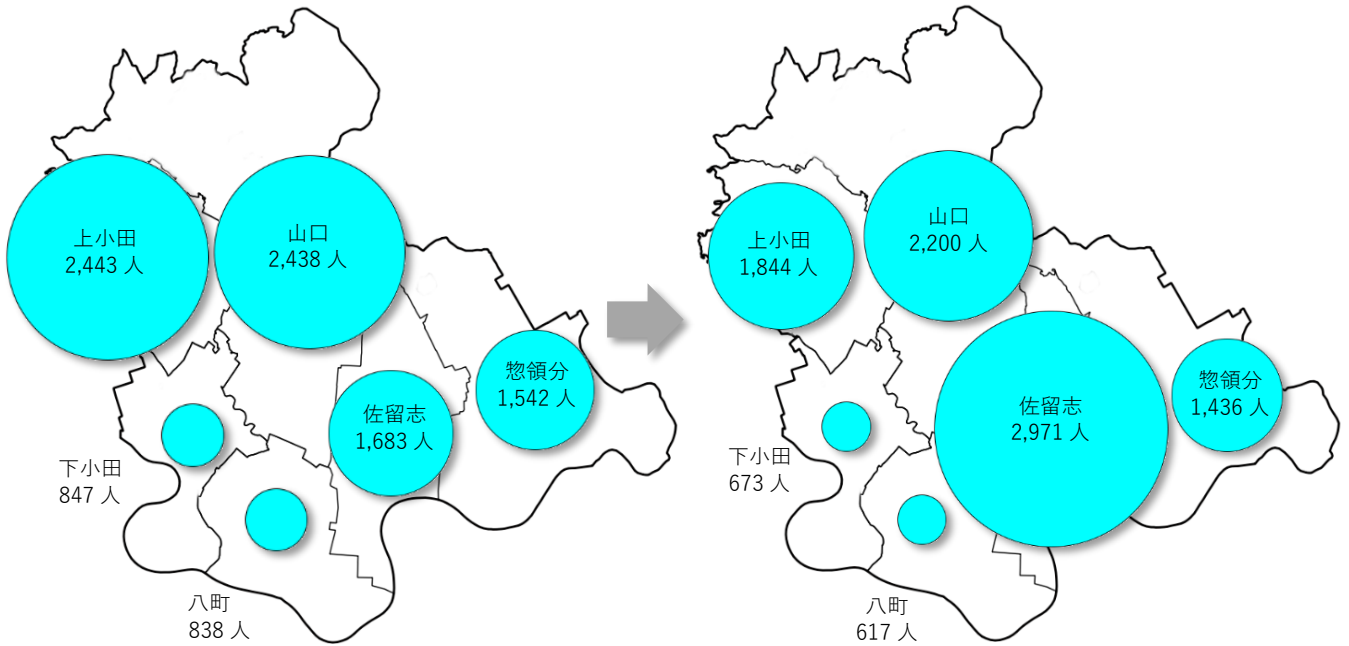 上小田
2,443 人
山口
2,438 人
惣領分
1,542 人
佐留志
1,683 人
下小田
847 人
八町
838 人
上小田
1,844 人
山口
2,200 人
惣領分
1,436 人
佐留志
2,971 人
下小田
673 人
八町
617 人